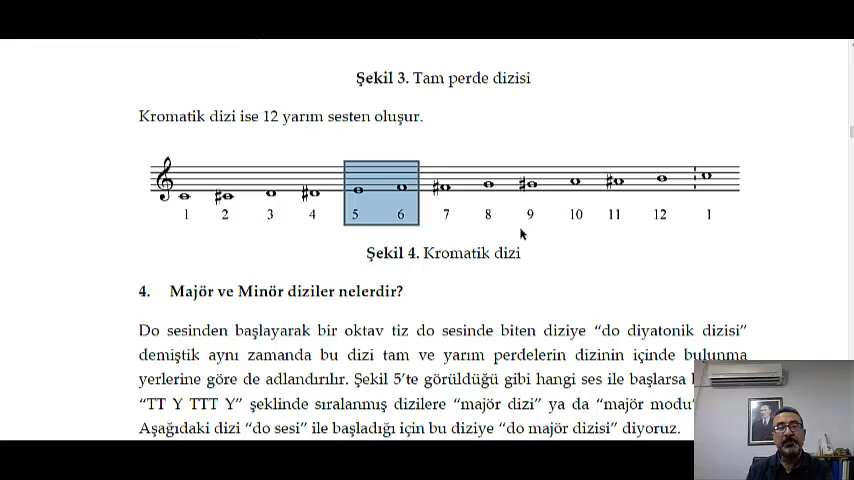 Şekil 3. Tam perde dizisi
Kromatik dizi ise 12 yarım sesten oluşur.
1 2 3 4 5 6 7 8 9 10 11 12 1
Şekil 4. Kromatik dizi
4. Majör ve Minör diziler nelerdir?
Do sesinden başlayarak bir oktav tiz do sesinde biten diziye “do diyatonik dizisi”
demiştik aynı zamanda bu dizi tam ve yarım perdelerin dizinin içinde bulunma
yerlerine göre de adlandırılır. Şekil 5’te görüldüğü gibi hangi ses ile başlarsa
“TT Y TTT Y” şeklinde sıralanmış dizilere “majör dizi” ya da “majör modu”
Aşağıdaki dizi “do sesi” ile başladığı için bu diziye “do majör dizisi” diyoruz.